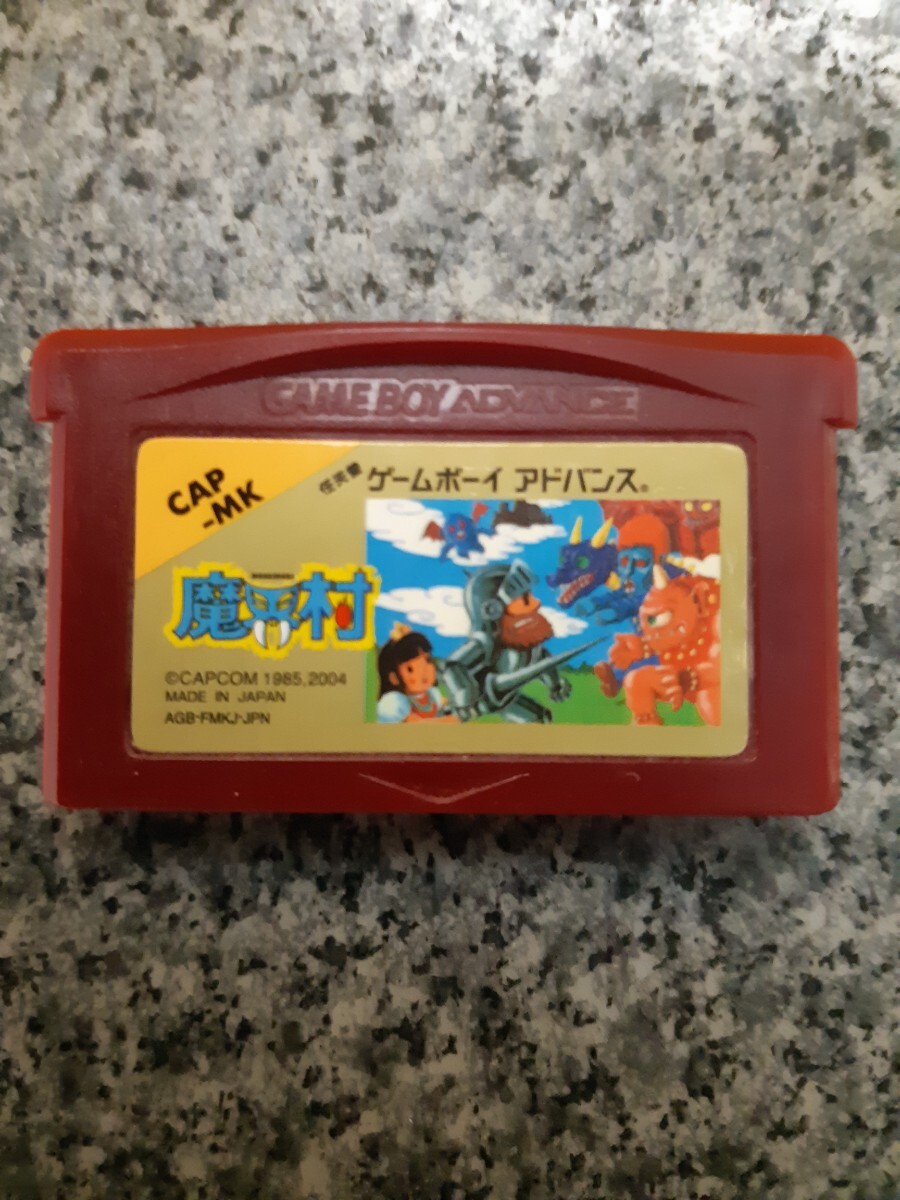 GAME BOY ADVANCE
CAP
-MK
任天堂 ゲームボーイ アドバンス®
魔界村
©CAPCOM 1985,2004
MADE IN JAPAN
AGB-FMKJ-JPN